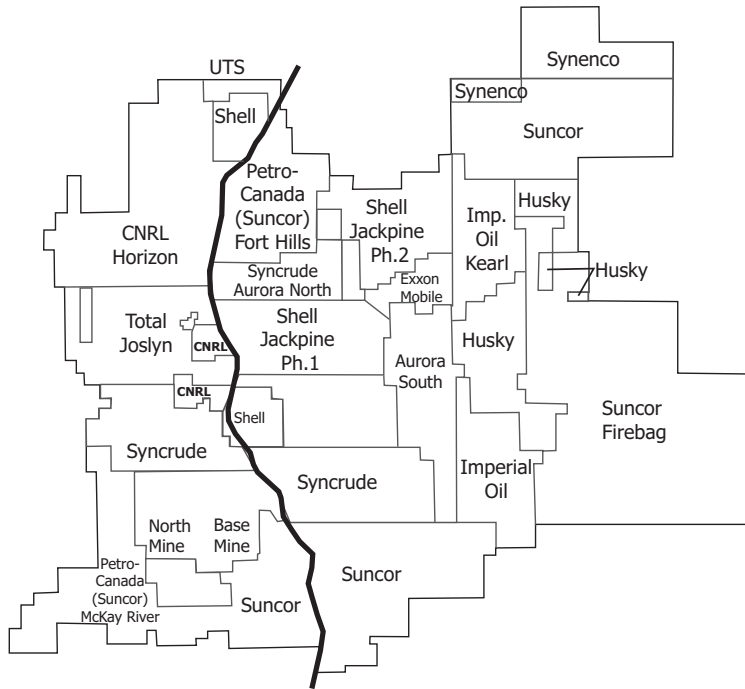 Synenco
UTS
Synenco
Shell
Suncor
Petro-
Canada
(Suncor)
Fort Hills
Husky
Imp.
Oil
Kearl
Shell
Jackpine
Ph.2
CNRL
Horizon
Syncrude
Aurora North
Exxon
Mobile
Husky
Total
Joslyn
CNRL
Shell
Jackpine
Ph.1
Husky
Aurora
South
CNRL
Shell
Suncor
Firebag
Syncrude
Syncrude
Imperial
Oil
North
Mine
Base
Mine
Petro-
Canada
(Suncor)
McKay River
Suncor
Suncor